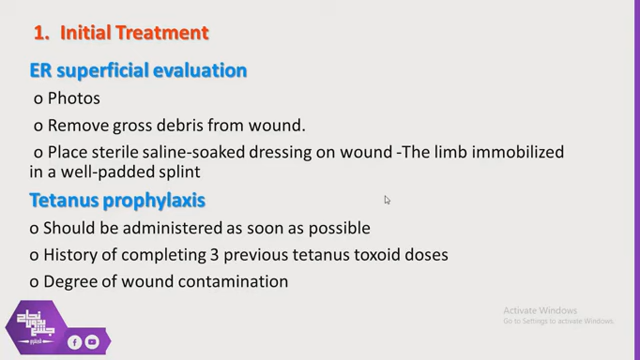 1. Initial Treatment
ER superficial evaluation
o Photos
o Remove gross debris from wound.
o Place sterile saline-soaked dressing on wound -The limb immobilized
in a well-padded splint
Tetanus prophylaxis
o Should be administered as soon as possible
o History of completing 3 previous tetanus toxoid doses
o Degree of wound contamination
Activate Windows
Go to Settings to activate Windows.